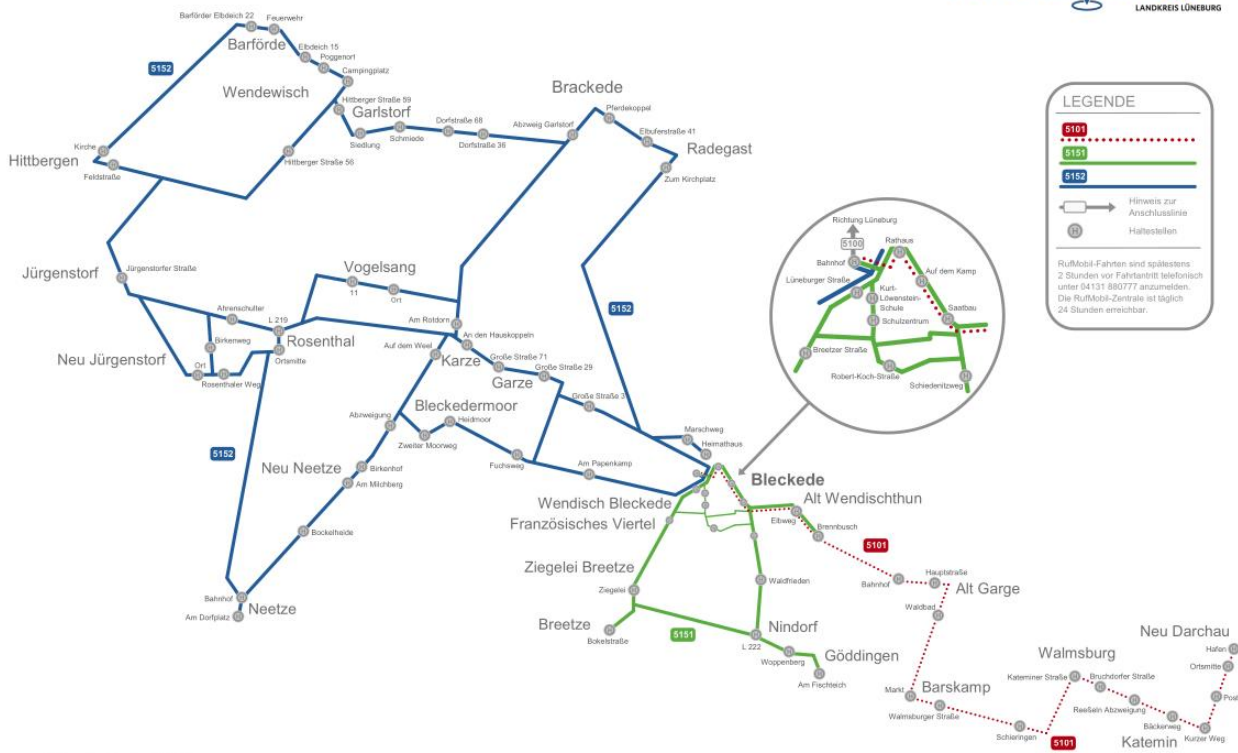 LANDKREIS LÜNEBURG
Barförder Elbdeich 22
Feuerwehr
Barförde
Elbdeich 15
Poggenort
Campingplatz
5152
Wendewisch
Hittberger Straße 59
Garlstorf
Siedlung
Schmiede
Dorfstraße 68
Dorfstraße 36
Abzweig Garlstorf
Brackede
Pferdekoppel
Elbuferstraße 41
Radegast
Zum Kirchplatz
Kirche
Hittbergen
Feldstraße
Hittberger Straße 56
LEGENDE
5101
5151
5152
Hinweis zur
Anschlusslinie
Haltestellen
RufMobil-Fahrten sind spätestens
2 Stunden vor Fahrtantritt telefonisch
unter 04131 880777 anzumelden.
Die RufMobil-Zentrale ist täglich
24 Stunden erreichbar.
Richtung Lüneburg
5100
Bahnhof
Rathaus
Lüneburger Straße
Auf dem Kamp
Kurt-
Löwenstein-
Schule
Schulzentrum
Saatbau
Breetzer Straße
Robert-Koch-Straße
Schiedenitzweg
Jürgenstorf
Jürgenstorfer Straße
Vogelsang
11
Ort
5152
Ahrenschulter
L 219
Rosenthal
Ortsmitte
Birkenweg
Neu Jürgenstorf
Ort
Rosenthaler Weg
Am Rotdorn
An den Hauskoppeln
Karze
Auf dem Weel
Große Straße 71
Große Straße 29
Garze
Große Straße 3
Bleckedermoor
Abzweigung
Heidmoor
Zweiter Moorweg
Fuchsweg
Am Papenkamp
Marschweg
Heimathaus
5152
Neu Neetze
Birkenhof
Am Milchberg
Bockelheide
Bahnhof
Am Dorfplatz
Neetze
Bleckede
Wendisch Bleckede
Französisches Viertel
Alt Wendischthun
Elbweg
Brennbusch
5101
Ziegelei Breetze
Ziegelei
Waldfrieden
Breetze
Bokelstraße
5151
Nindorf
L 222
Woppenberg
Göddingen
Am Fischteich
Bahnhof
Hauptstraße
Alt Garge
Waldbad
Markt
Barskamp
Walmsburger Straße
Schieringen
5101
Walmsburg
Kateminer Straße
Bruchdorfer Straße
Reeßeln Abzweigung
Bäckerweg
Katemin
Kurzer Weg
Post
Ortsmitte
Hafen
Neu Darchau